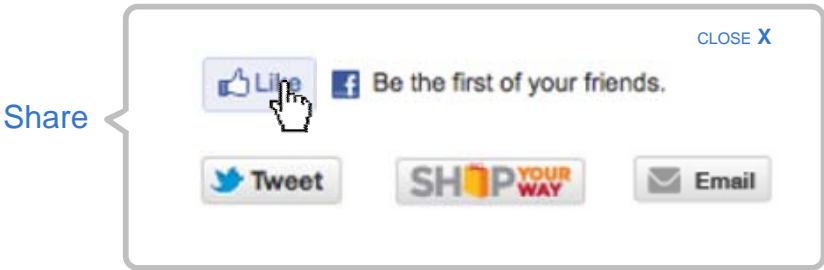 CLOSE X
Like Be the first of your friends.
Share
Tweet SHOP YOUR WAY Email